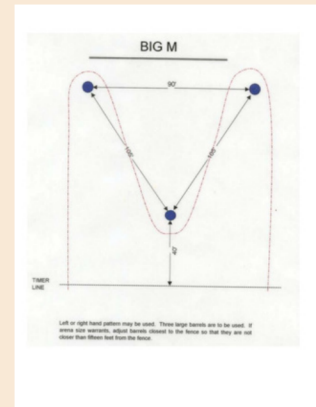 BIG M
90'
105'
105'
40'
TIMER
LINE
Left or right hand pattern may be used. Three large barrels are to be used. If
arena size warrants, adjust barrels closest to the fence so that they are not
closer than fifteen feet from the fence.